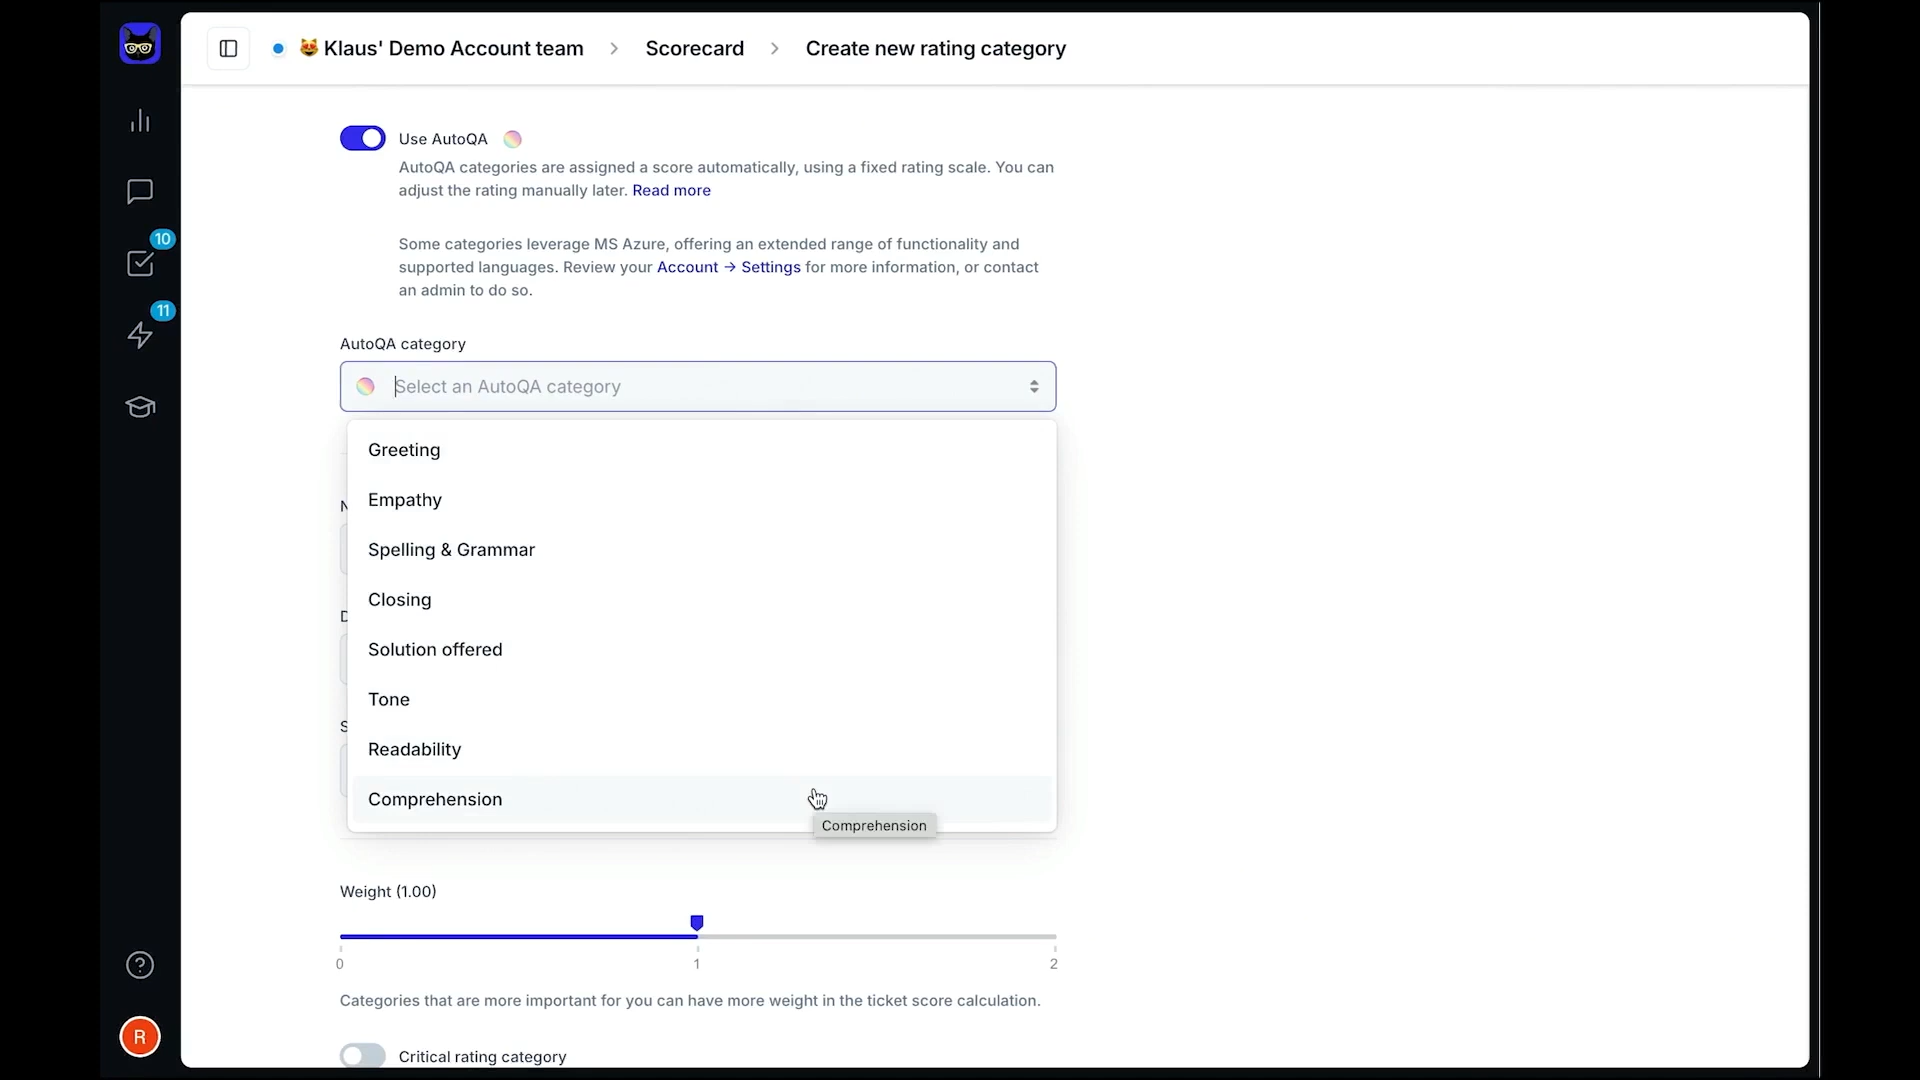 Klaus' Demo Account team
Scorecard
Create new rating category
10
11
R
Use AutoQA
AutoQA categories are assigned a score automatically, using a fixed rating scale. You can
adjust the rating manually later. Read more
Some categories leverage MS Azure, offering an extended range of functionality and
supported languages. Review your Account → Settings for more information, or contact
an admin to do so.
AutoQA category
Select an AutoQA category
Greeting
Empathy
Spelling & Grammar
Closing
Solution offered
Tone
Readability
Comprehension
Comprehension
Weight (1.00)
0
1
2
Categories that are more important for you can have more weight in the ticket score calculation.
Critical rating category